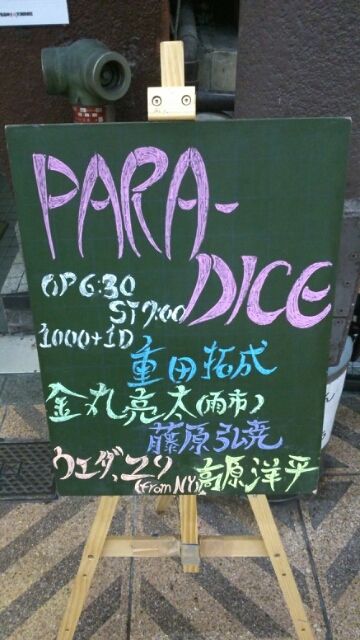 PARA-
DICE
OP 6:30
ST 7:00
1000+1D
重田拓成
金丸亮太(雨市)
藤原弘尭
ウエダ、ユウ
(from NY)
高原洋平